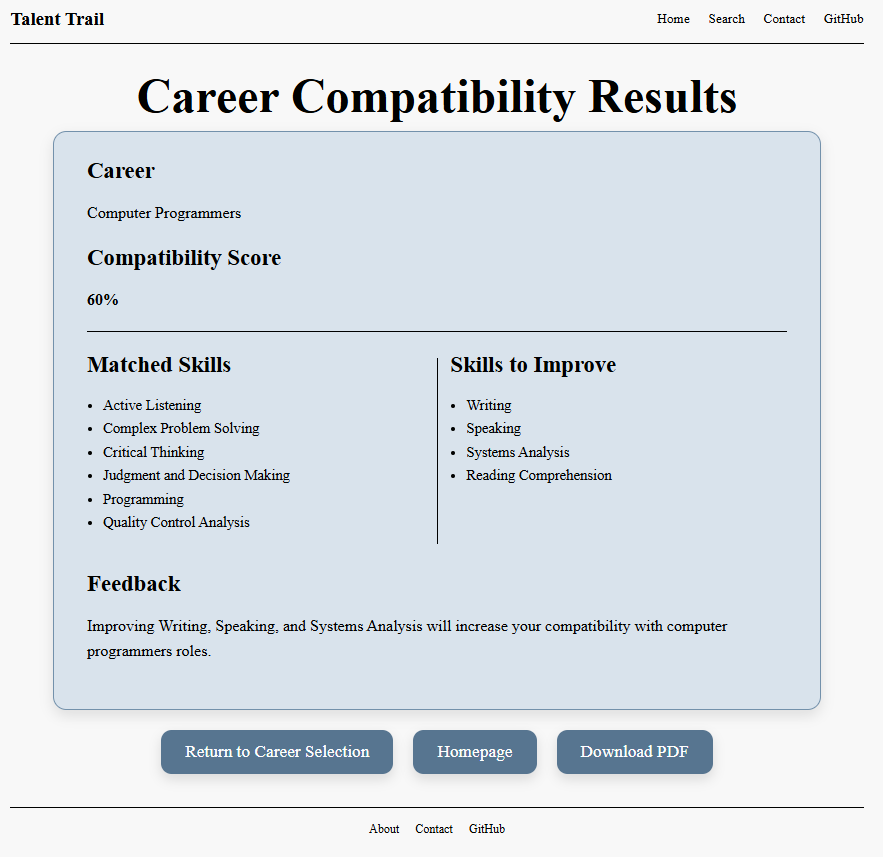 Talent Trail
Home Search Contact GitHub
Career Compatibility Results
Career
Computer Programmers
Compatibility Score
60%
Matched Skills
• Active Listening
• Complex Problem Solving
• Critical Thinking
• Judgment and Decision Making
• Programming
• Quality Control Analysis
Skills to Improve
• Writing
• Speaking
• Systems Analysis
• Reading Comprehension
Feedback
Improving Writing, Speaking, and Systems Analysis will increase your compatibility with computer
programmers roles.
Return to Career Selection
Homepage
Download PDF
About Contact GitHub